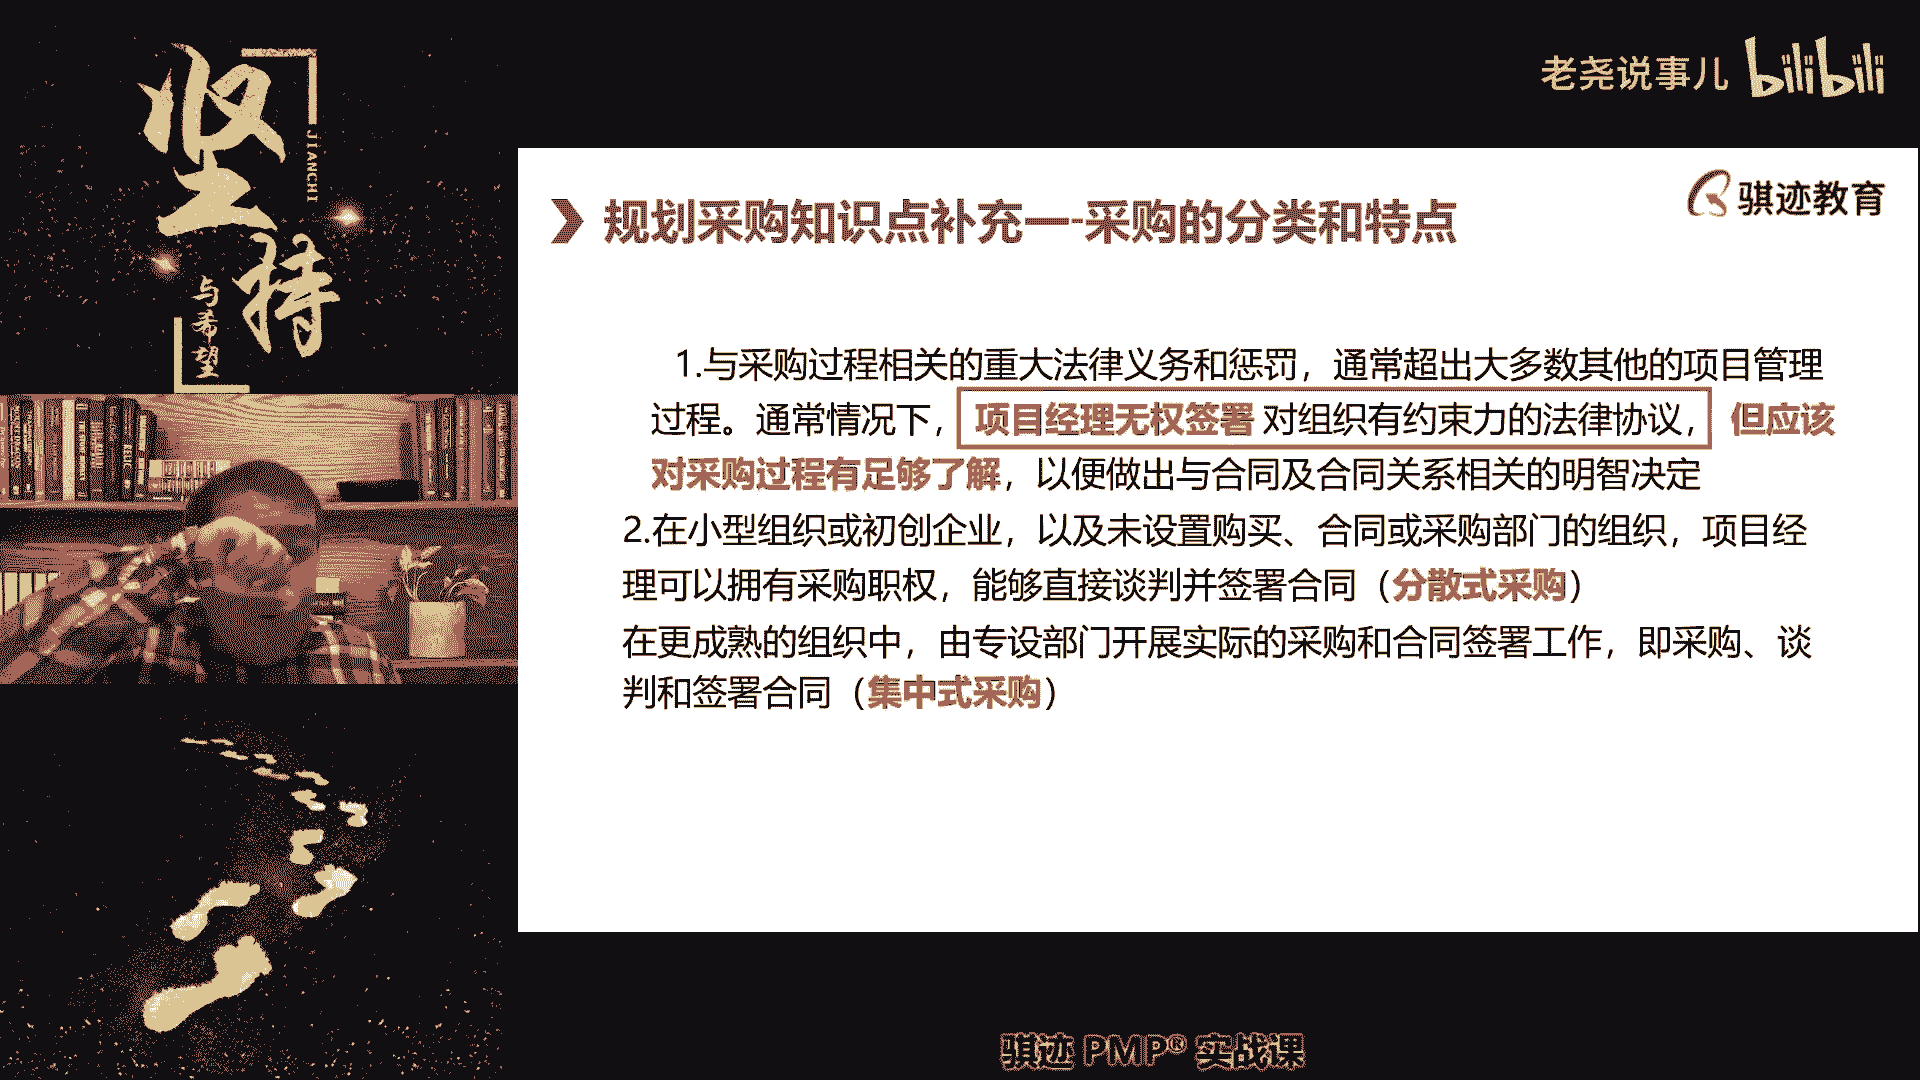 坚持
JIANCHI
与希望
老尧说事儿 bilibili
骐迹教育
规划采购知识点补充一-采购的分类和特点
1.与采购过程相关的重大法律义务和惩罚，通常超出大多数其他的项目管理
过程。通常情况下，项目经理无权签署 对组织有约束力的法律协议，但应该
对采购过程有足够了解，以便做出与合同及合同关系相关的明智决定
2.在小型组织或初创企业，以及未设置购买、合同或采购部门的组织，项目经
理可以拥有采购职权，能够直接谈判并签署合同（分散式采购）
在更成熟的组织中，由专设部门开展实际的采购和合同签署工作，即采购、谈
判和签署合同（集中式采购）
骐迹 PMP® 实战课